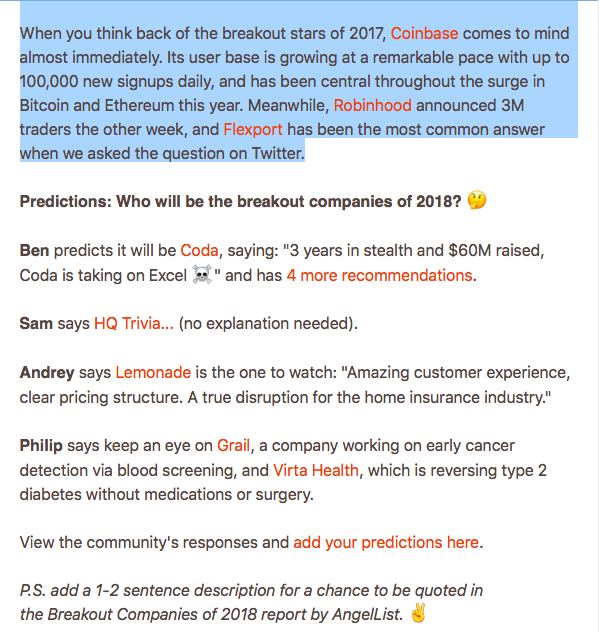 When you think back of the breakout stars of 2017, Coinbase comes to mind
almost immediately. Its user base is growing at a remarkable pace with up to
100,000 new signups daily, and has been central throughout the surge in
Bitcoin and Ethereum this year. Meanwhile, Robinhood announced 3M
traders the other week, and Flexport has been the most common answer
when we asked the question on Twitter.
Predictions: Who will be the breakout companies of 2018? 🤔
Ben predicts it will be Coda, saying: "3 years in stealth and $60M raised,
Coda is taking on Excel ☠️" and has 4 more recommendations.
Sam says HQ Trivia... (no explanation needed).
Andrey says Lemonade is the one to watch: "Amazing customer experience,
clear pricing structure. A true disruption for the home insurance industry."
Philip says keep an eye on Grail, a company working on early cancer
detection via blood screening, and Virta Health, which is reversing type 2
diabetes without medications or surgery.
View the community's responses and add your predictions here.
P.S. add a 1-2 sentence description for a chance to be quoted in
the Breakout Companies of 2018 report by AngelList. ✌️